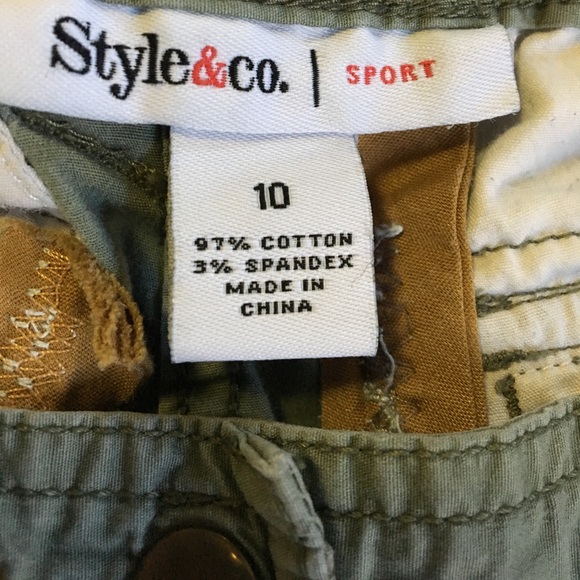 Style&co. | SPORT
10
97% COTTON
3% SPANDEX
MADE IN
CHINA